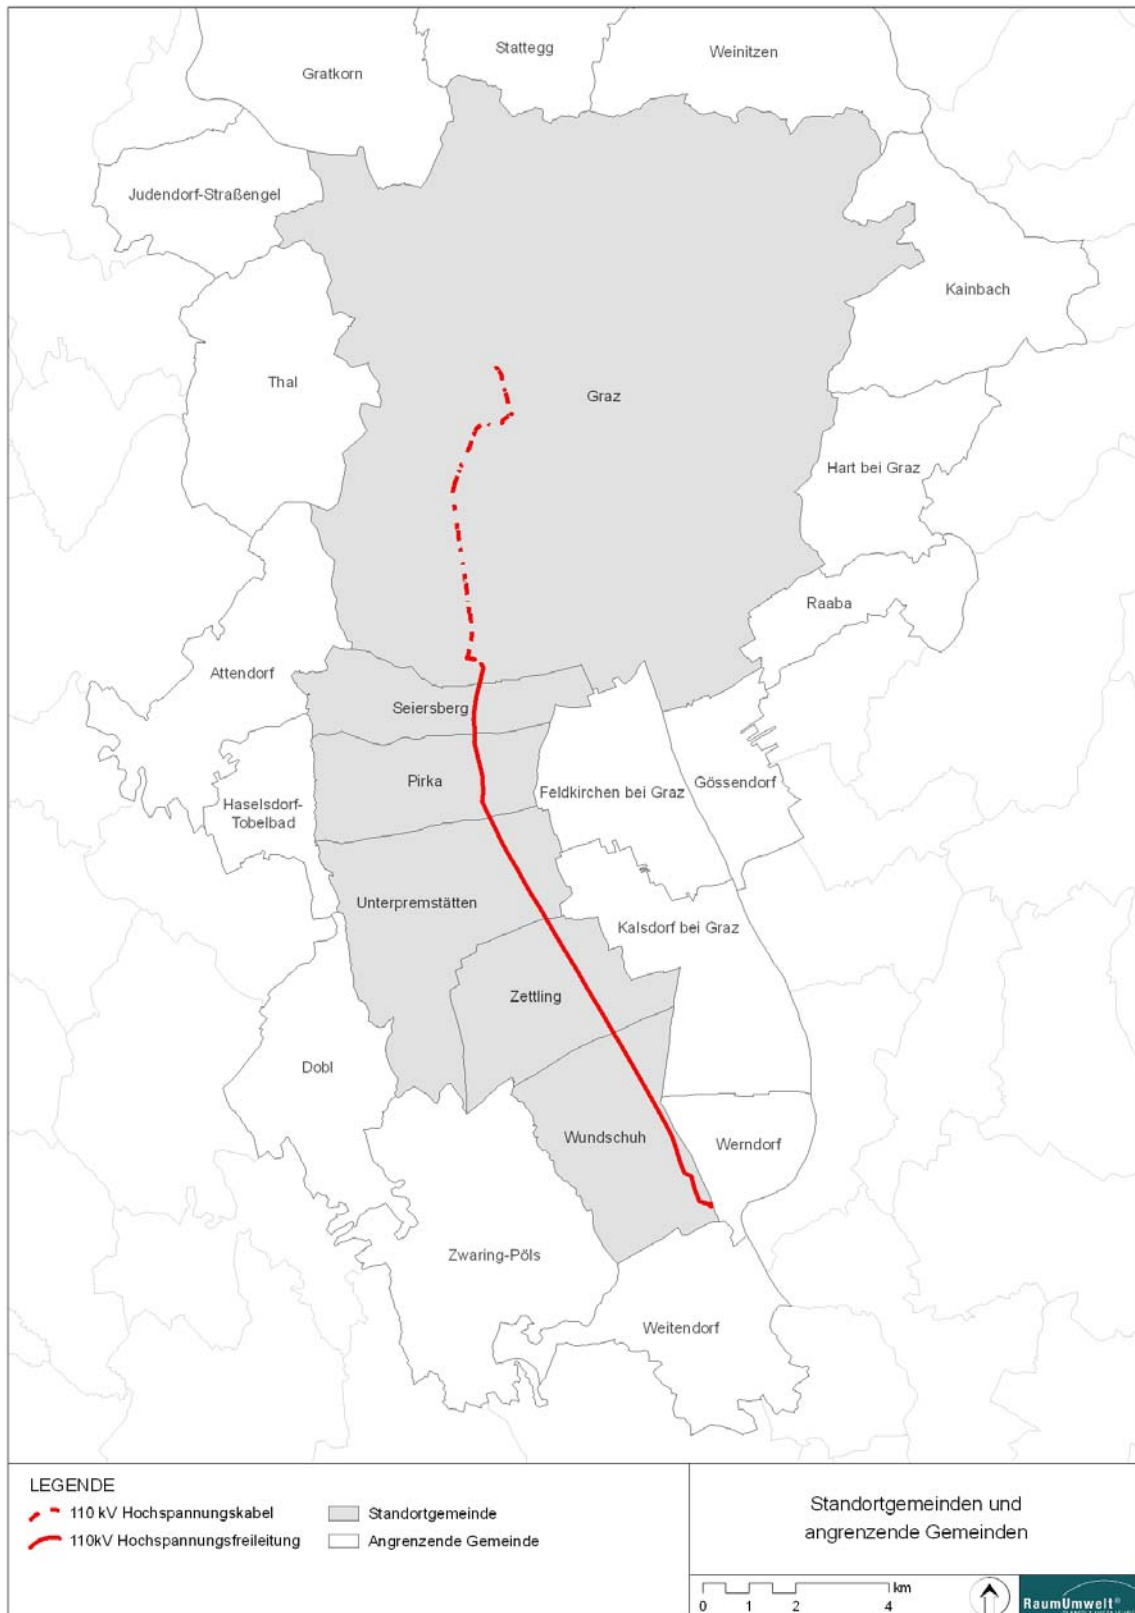 Stattegg
Weinitzen
Gratkorn
Judendorf-Straßengel
Kainbach
Thal
Graz
Hart bei Graz
Raaba
Attendorf
Seiersberg
Pirka
Feldkirchen bei Graz
Gössendorf
Haselsdorf-
Tobelbad
Unterpremstätten
Kalsdorf bei Graz
Zettling
Dobl
Wundschuh
Werndorf
Zwaring-Pöls
Weitendorf
LEGENDE
110 kV Hochspannungskabel
110kV Hochspannungsfreileitung
Standortgemeinde
Angrenzende Gemeinde
Standortgemeinden und
angrenzende Gemeinden
km
0 1 2 4
RaumUmwelt®